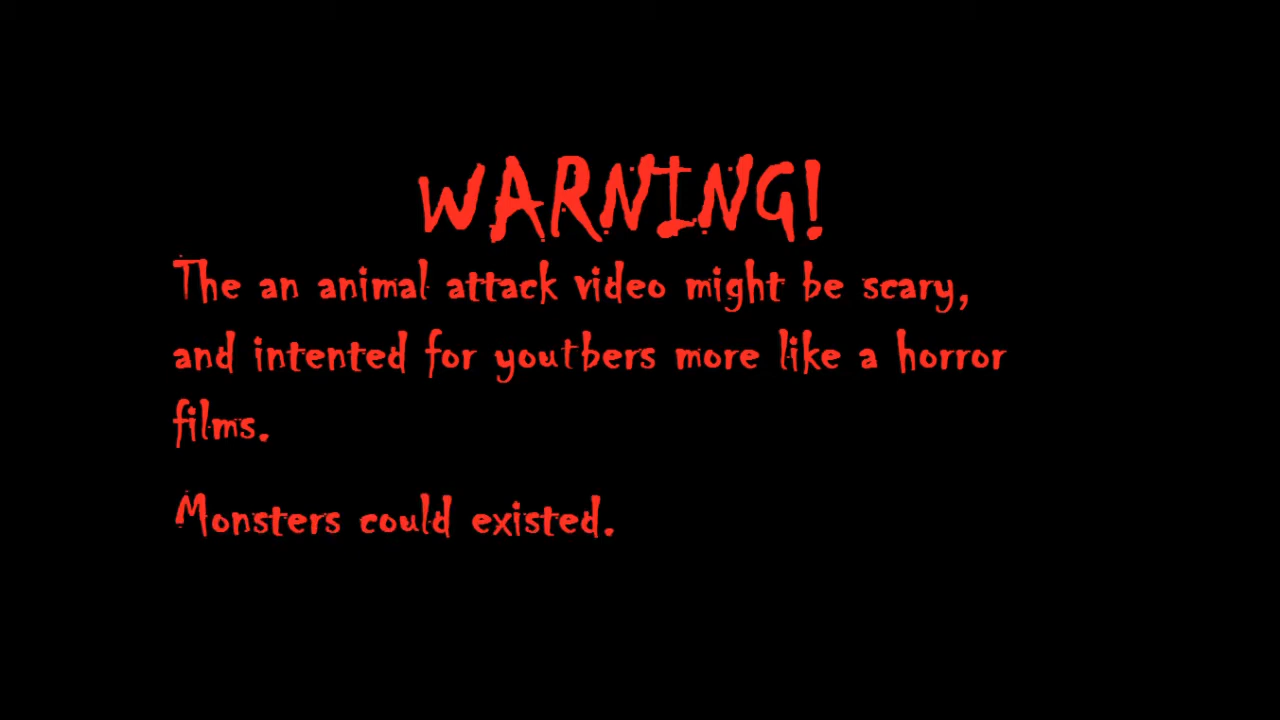 WARNING!
The an animal attack video might be scary,
and intented for youtbers more like a horror
films.
Monsters could existed.